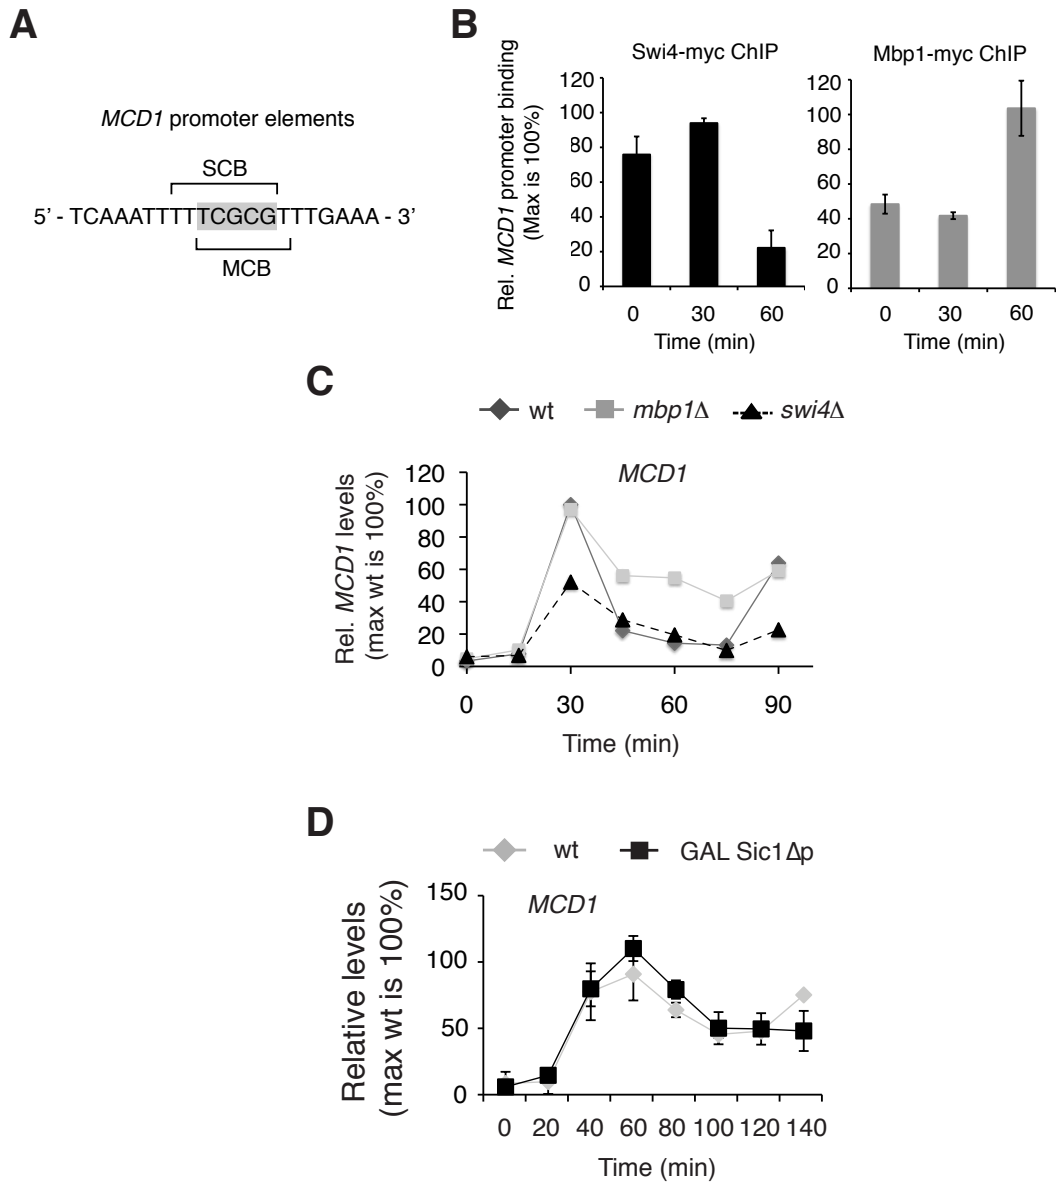 A
MCD1 promoter elements
SCB
5’ - TCAAATTTTTCGCGTTTGAAA - 3’
MCB
B
Swi4-myc ChIP
Mbp1-myc ChIP
Rel. MCD1 promoter binding
(Max is 100%)
120
100
80
60
40
20
0
0 30 60
Time (min)
120
100
80
60
40
20
0
0 30 60
Time (min)
C
wt mbp1Δ swi4Δ
MCD1
Rel. MCD1 levels
(max wt is 100%)
120
100
80
60
40
20
0
0 30 60 90
Time (min)
D
wt GAL Sic1Δp
MCD1
Relative levels
(max wt is 100%)
150
100
50
0
0 20 40 60 80 100 120 140
Time (min)